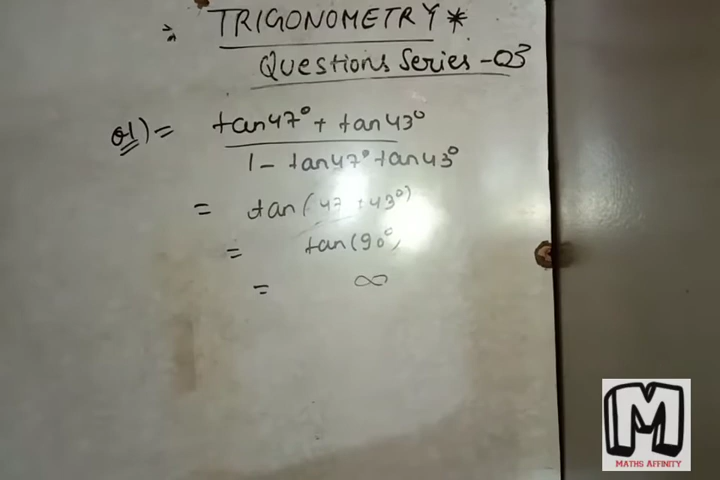 ∴ TRIGONOMETRY *
Questions Series - 03
Q1) = tan47° + tan43°
1 - tan47° tan43°
= tan(47 + 43°)
= tan(90°)
= ∞
M
MATHS AFFINITY